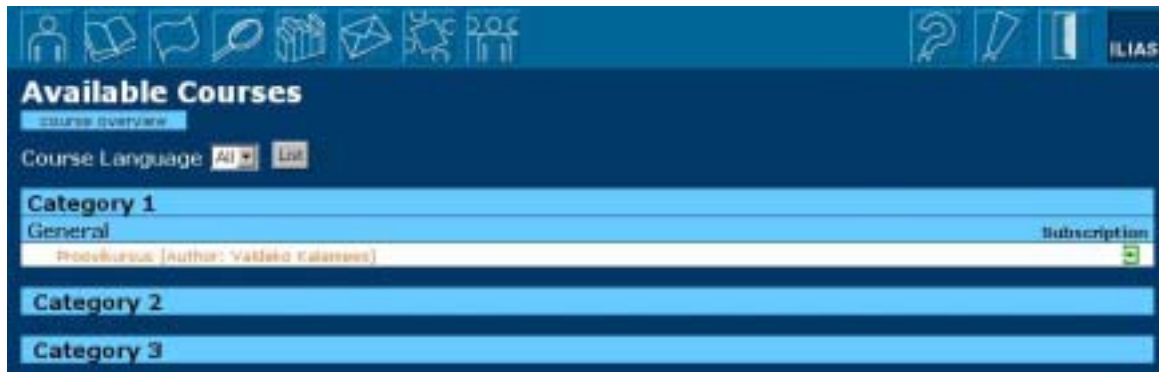 ILIAS
Available Courses
course overview
Course Language All List
Category 1
General Subscription
Proovikursus [Author: Valdeko Kalamees]
Category 2
Category 3